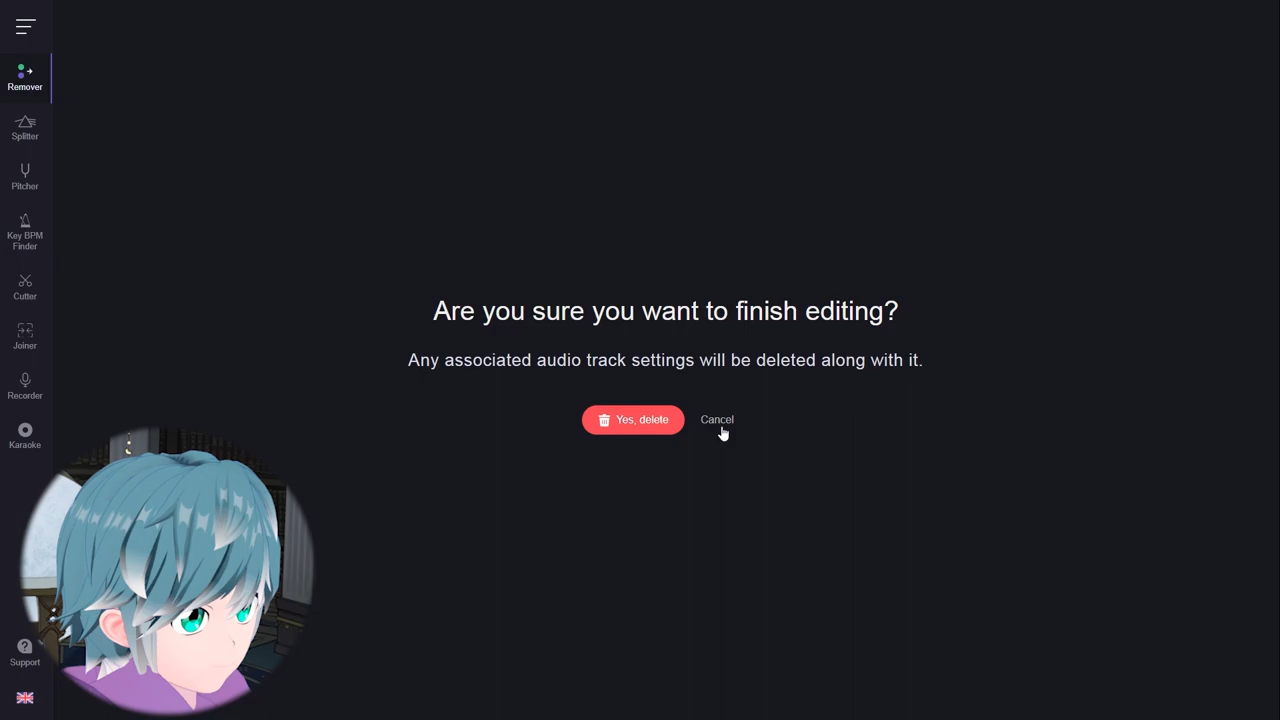 Remover
Splitter
Pitcher
Key BPM
Finder
Cutter
Joiner
Recorder
Karaoke
Support
Are you sure you want to finish editing?
Any associated audio track settings will be deleted along with it.
Yes, delete
Cancel